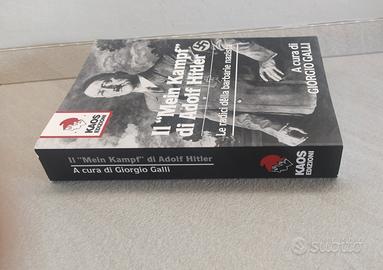 KAOS
EDIZIONI
Il "Mein Kampf"
di Adolf Hitler
Le radici della barbarie nazista
A cura di
GIORGIO GALLI
Il "Mein Kampf" di Adolf Hitler
A cura di Giorgio Galli
KAOS
EDIZIONI
subito